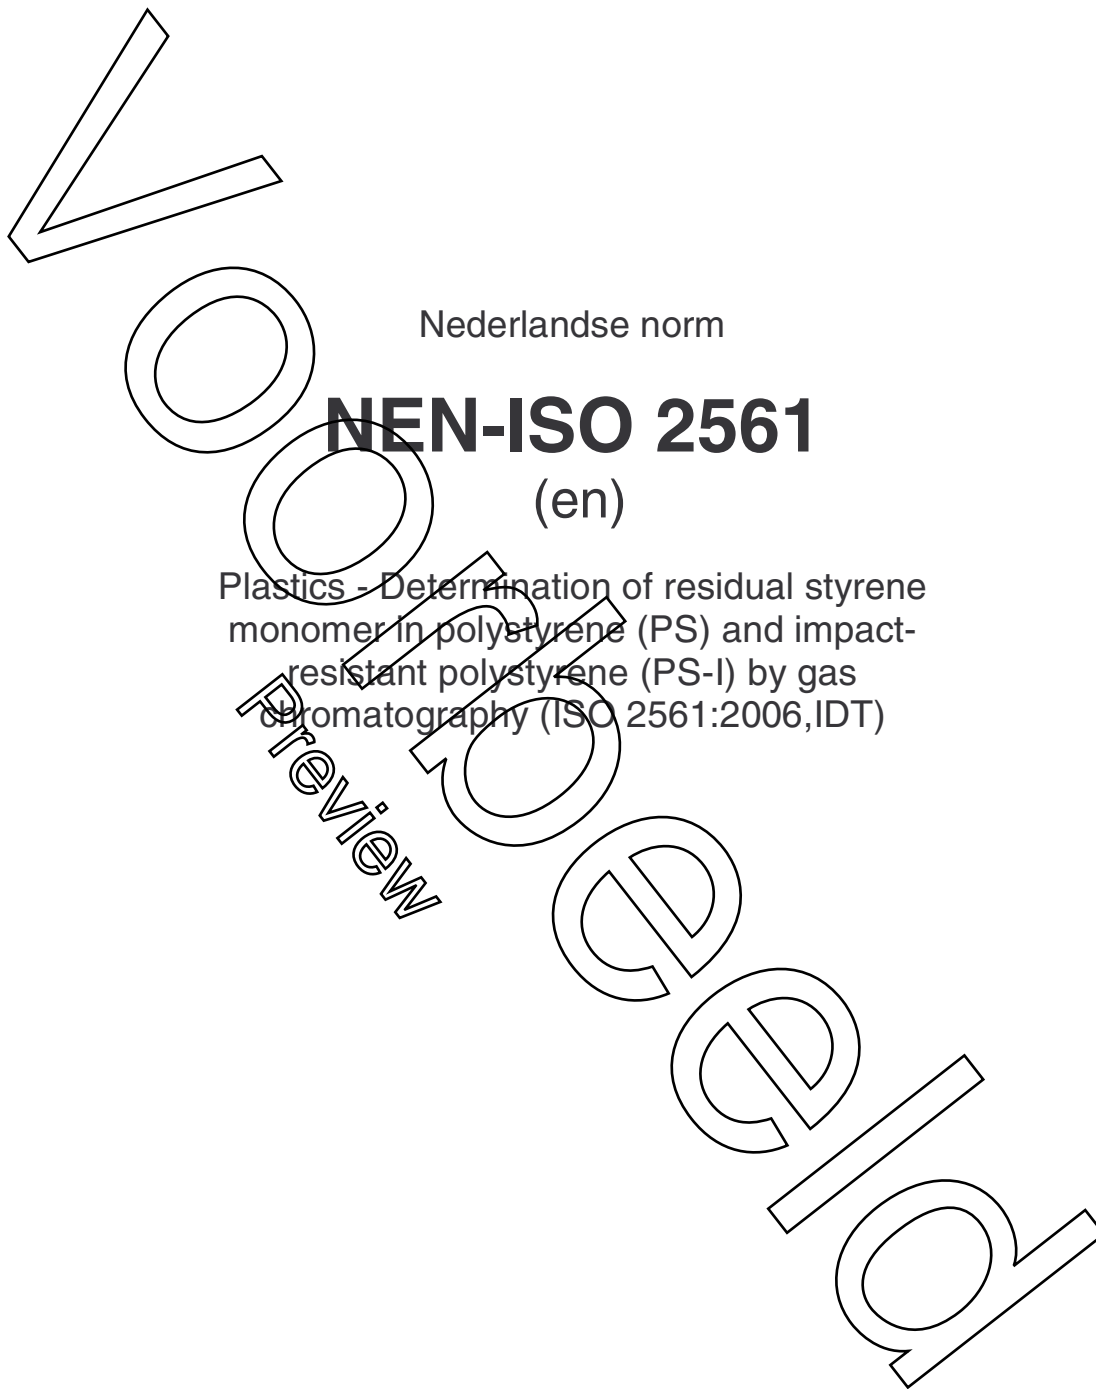 Nederlandse norm
NEN-ISO 2561
(en)
Plastics - Determination of residual styrene
monomer in polystyrene (PS) and impact-
resistant polystyrene (PS-I) by gas
chromatography (ISO 2561:2006,IDT)
Voorbeeld
Preview